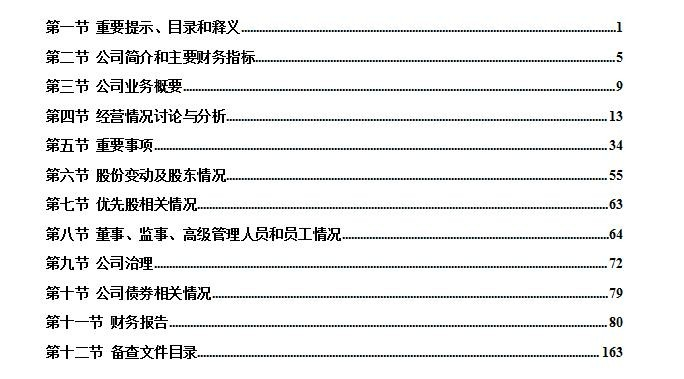 第一节 重要提示、目录和释义........................1
第二节 公司简介和主要财务指标........................5
第三节 公司业务概要........................9
第四节 经营情况讨论与分析........................13
第五节 重要事项........................34
第六节 股份变动及股东情况........................55
第七节 优先股相关情况........................63
第八节 董事、监事、高级管理人员和员工情况........................64
第九节 公司治理........................72
第十节 公司债券相关情况........................79
第十一节 财务报告........................80
第十二节 备查文件目录........................163